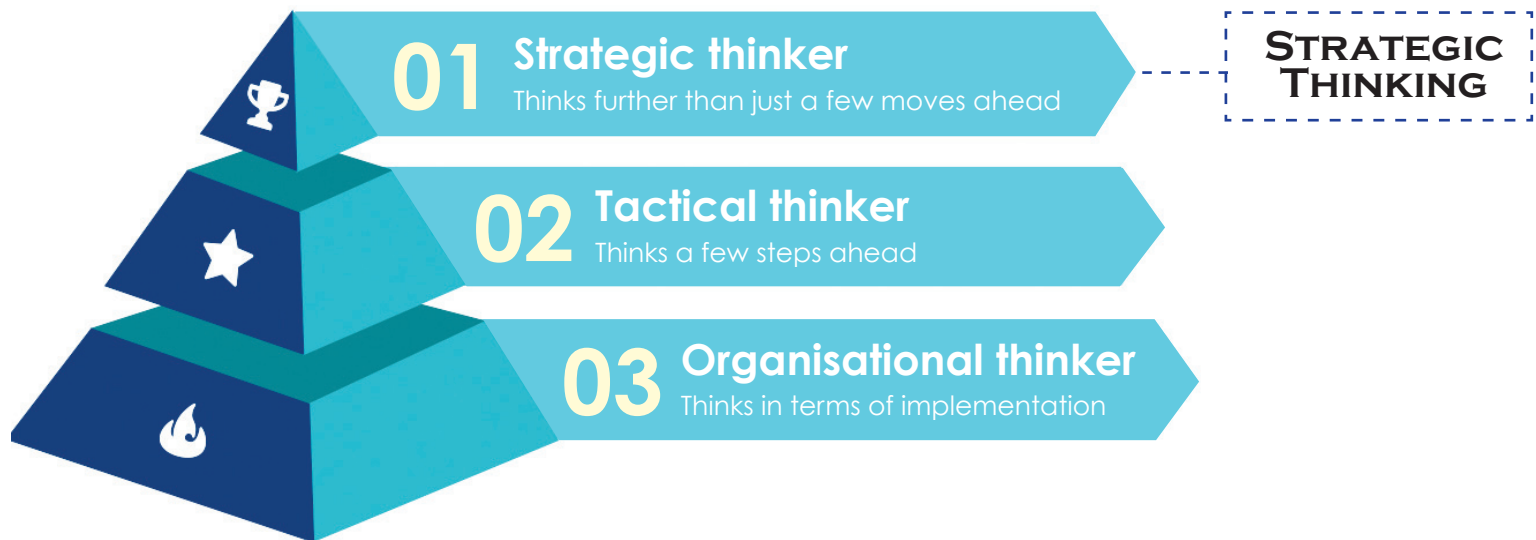 01
Strategic thinker
Thinks further than just a few moves ahead
STRATEGIC
THINKING
02
Tactical thinker
Thinks a few steps ahead
03
Organisational thinker
Thinks in terms of implementation